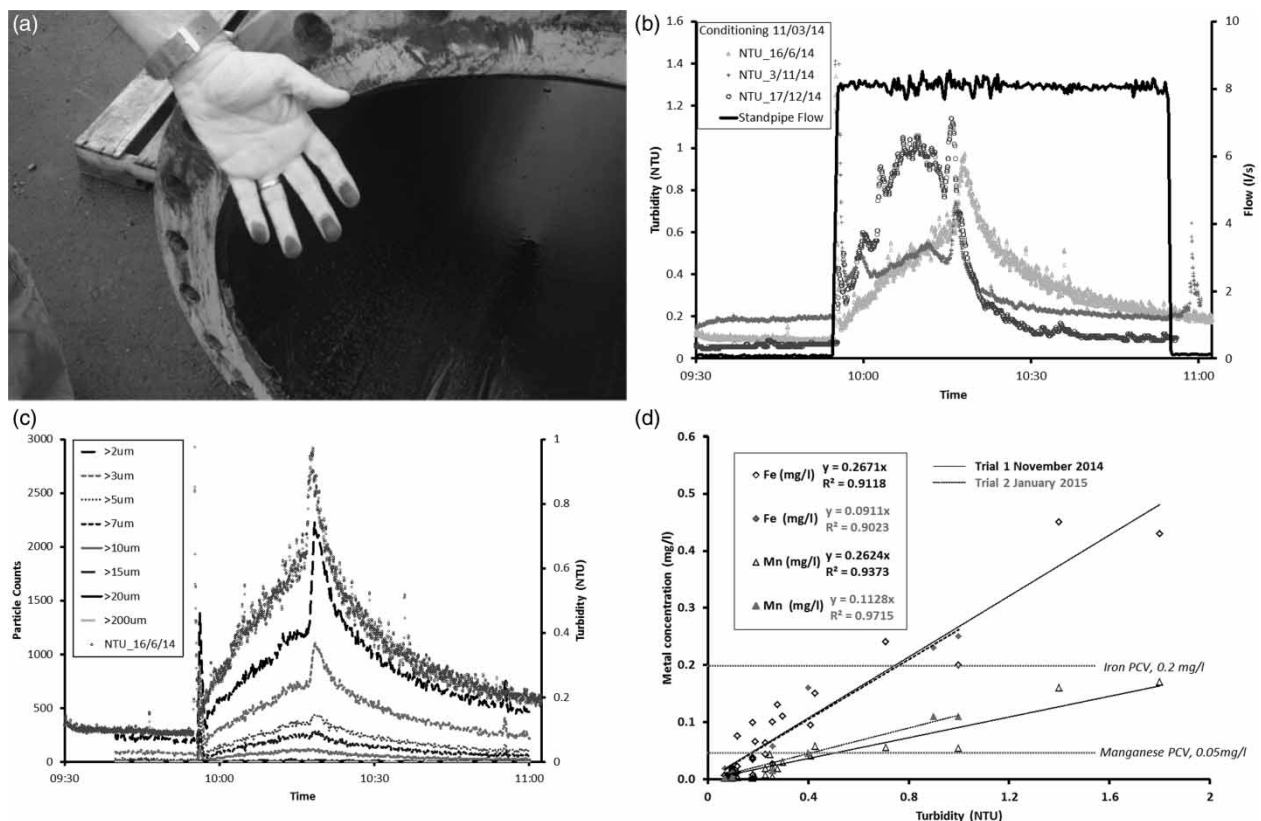 (a)
(b)
1.6
1.4
1.2
1
0.8
0.6
0.4
0.2
0
Turbidity (NTU)
Conditioning 11/03/14
NTU_16/6/14
NTU_3/11/14
NTU_17/12/14
Standpipe Flow
10
8
6
4
2
0
Flow (l/s)
09:30
10:00
10:30
11:00
Time
(c)
3000
2500
2000
1500
1000
500
0
Particle Counts
>2um
>3um
>5um
>7um
>10um
>15um
>20um
>200um
NTU_16/6/14
1
0.8
0.6
0.4
0.2
0
Turbidity (NTU)
09:30
10:00
10:30
11:00
Time
(d)
0.6
0.5
0.4
0.3
0.2
0.1
0.0
Metal concentration (mg/l)
Fe (mg/l) y = 0.2671x
R² = 0.9118
Fe (mg/l) y = 0.0911x
R² = 0.9023
Mn (mg/l) y = 0.2624x
R² = 0.9373
Mn (mg/l) y = 0.1128x
R² = 0.9715
Trial 1 November 2014
Trial 2 January 2015
Iron PCV, 0.2 mg/l
Manganese PCV, 0.05mg/l
0
0.4
0.8
1.2
1.6
2
Turbidity (NTU)